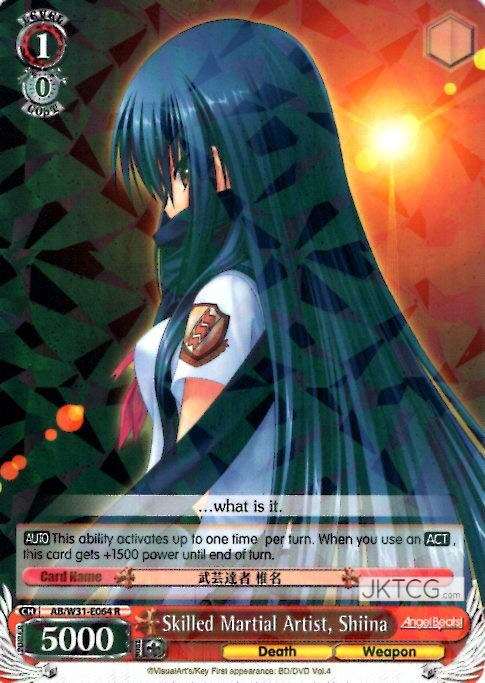 LEVEL
1
0
COST
...what is it.
AUTO This ability activates up to one time per turn. When you use an ACT,
this card gets +1500 power until end of turn.
Card Name 武芸達者 椎名
JKTCG.com
CH AB/W31-E064 R
5000 Skilled Martial Artist, Shiina Angel Beats!
Death Weapon
©VisualArt's/Key First appearance: BD/DVD Vol.4